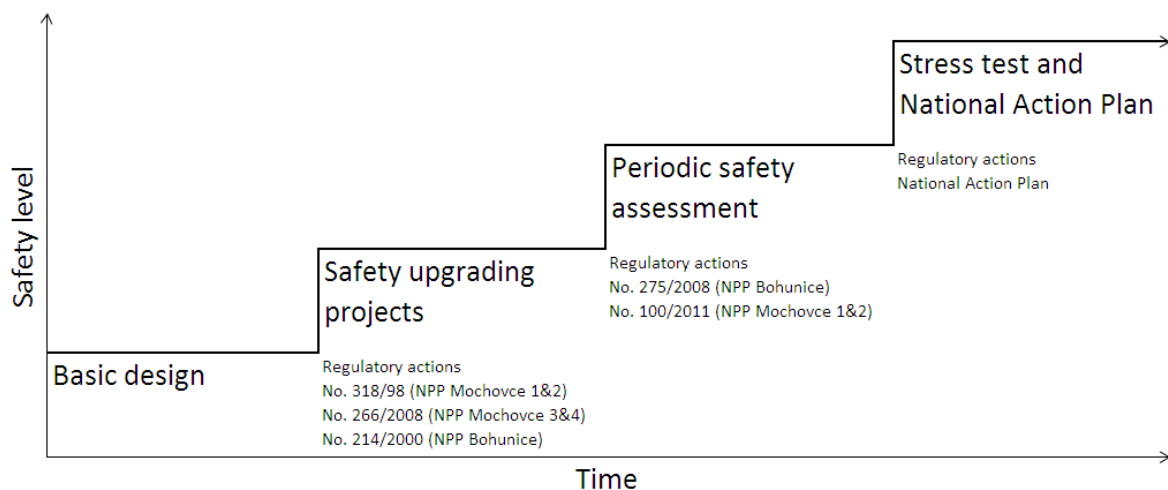 Safety level
Basic design
Safety upgrading
projects
Regulatory actions
No. 318/98 (NPP Mochovce 1&2)
No. 266/2008 (NPP Mochovce 3&4)
No. 214/2000 (NPP Bohunice)
Periodic safety
assessment
Regulatory actions
No. 275/2008 (NPP Bohunice)
No. 100/2011 (NPP Mochovce 1&2)
Stress test and
National Action Plan
Regulatory actions
National Action Plan
Time